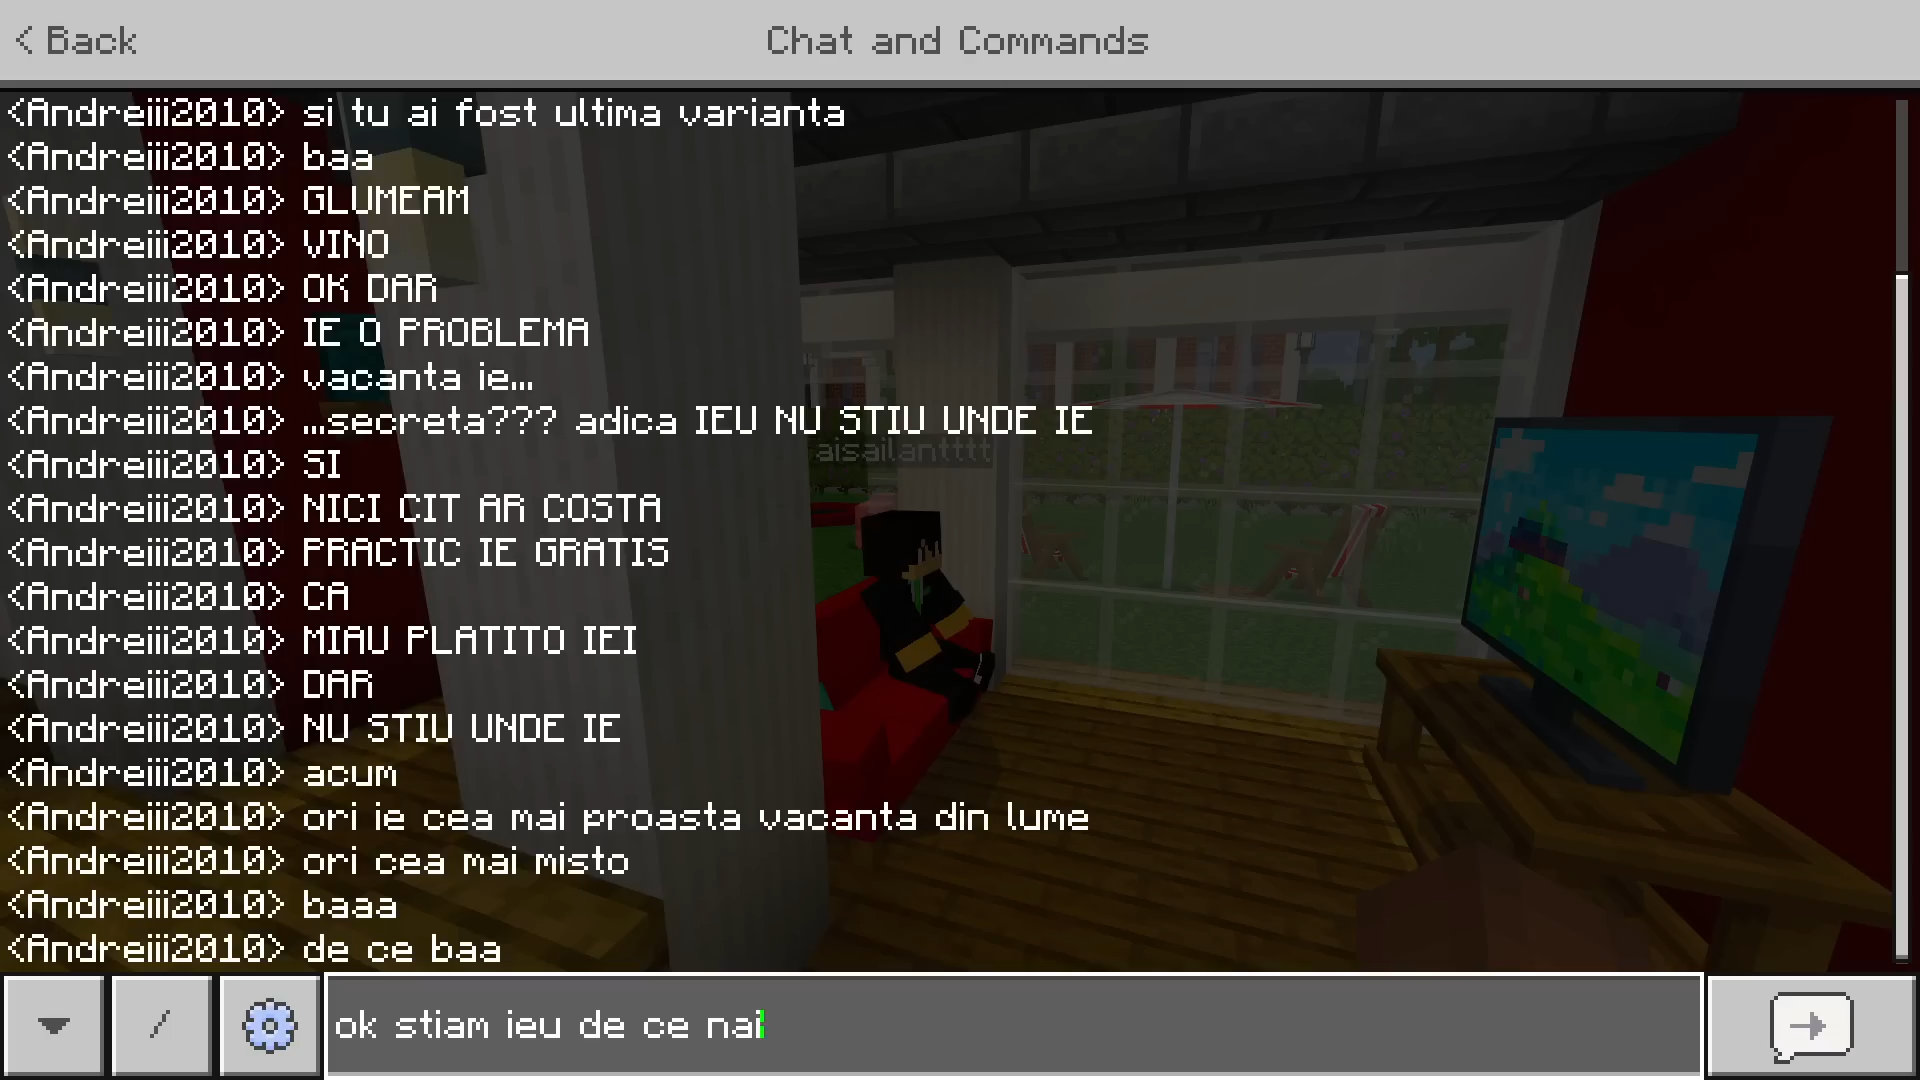 < Back
Chat and Commands
<Andreiii2010> si tu ai fost ultima varianta
<Andreiii2010> baa
<Andreiii2010> GLUMEAM
<Andreiii2010> VINO
<Andreiii2010> OK DAR
<Andreiii2010> IE O PROBLEMA
<Andreiii2010> vacanta ie...
<Andreiii2010> ...secreta??? adica IEU NU STIU UNDE IE
aisailantttt
<Andreiii2010> SI
<Andreiii2010> NICI CIT AR COSTA
<Andreiii2010> PRACTIC IE GRATIS
<Andreiii2010> CA
<Andreiii2010> MIAU PLATITO IEI
<Andreiii2010> DAR
<Andreiii2010> NU STIU UNDE IE
<Andreiii2010> acum
<Andreiii2010> ori ie cea mai proasta vacanta din lume
<Andreiii2010> ori cea mai misto
<Andreiii2010> baaa
<Andreiii2010> de ce baa
/
ok stiam ieu de ce nai